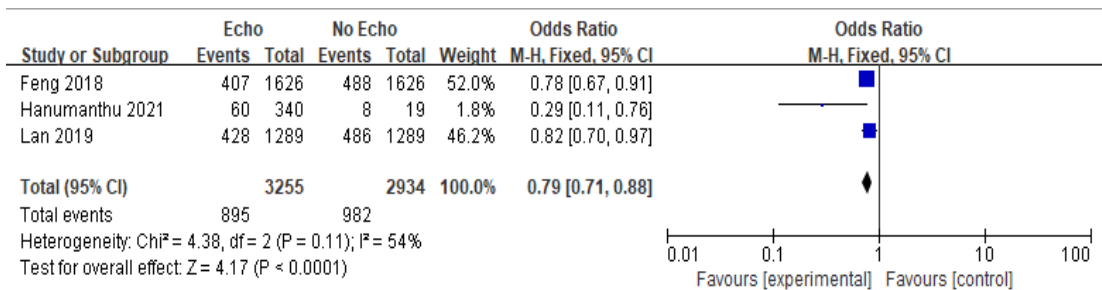 Echo No Echo Odds Ratio Odds Ratio
Study or Subgroup Events Total Events Total Weight M-H, Fixed, 95% CI M-H, Fixed, 95% CI
Feng 2018 407 1626 488 1626 52.0% 0.78 [0.67, 0.91]
Hanumanthu 2021 60 340 8 19 1.8% 0.29 [0.11, 0.76]
Lan 2019 428 1289 486 1289 46.2% 0.82 [0.70, 0.97]
Total (95% CI) 3255 2934 100.0% 0.79 [0.71, 0.88]
Total events 895 982
Heterogeneity: Chi² = 4.38, df = 2 (P = 0.11); I² = 54%
Test for overall effect: Z = 4.17 (P < 0.0001)
0.01 0.1 1 10 100
Favours [experimental] Favours [control]